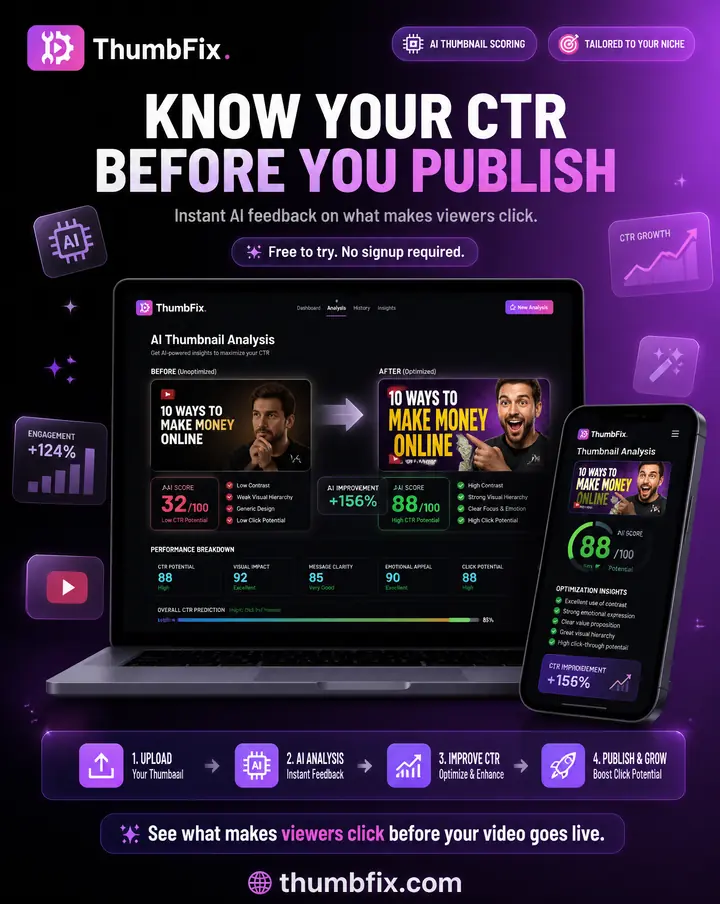 ThumbFix.
AI THUMBNAIL SCORING
TAILORED TO YOUR NICHE
KNOW YOUR CTR
BEFORE YOU PUBLISH
Instant AI feedback on what makes viewers click.
Free to try. No signup required.
AI
CTR GROWTH
ENGAGEMENT
+124%
ThumbFix.
Dashboard Analysis History Insights
New Analysis
AI Thumbnail Analysis
Get AI-powered insights to maximize your CTR
BEFORE (Unoptimized)
10 WAYS TO
MAKE MONEY
ONLINE
AFTER (Optimized)
10 WAYS TO
MAKE MONEY
ONLINE
AI SCORE
32/100
Low CTR Potential
Low Contrast
Weak Visual Hierarchy
Generic Design
Low Click Potential
AI IMPROVEMENT
+156%
AI SCORE
88/100
High CTR Potential
High Contrast
Strong Visual Hierarchy
Clear Focus & Emotion
High Click Potential
PERFORMANCE BREAKDOWN
CTR POTENTIAL
88
High
VISUAL IMPACT
92
Excellent
MESSAGE CLARITY
85
Very Good
EMOTIONAL APPEAL
90
Excellent
CLICK POTENTIAL
88
High
OVERALL CTR PREDICTION
83%
ThumbFix.
Thumbnail Analysis
10 WAYS TO
MAKE MONEY
ONLINE
AI SCORE
88 /100
Potential
OPTIMIZATION INSIGHTS
Excellent use of contrast
Strong emotional expression
Clear value proposition
Great visual hierarchy
High click-through potential
CTR IMPROVEMENT
+156%
1. UPLOAD
Your Thumbnail
AI
2. AI ANALYSIS
Instant Feedback
3. IMPROVE CTR
Optimize & Enhance
4. PUBLISH & GROW
Boost Click Potential
See what makes viewers click before your video goes live.
thumbfix.com